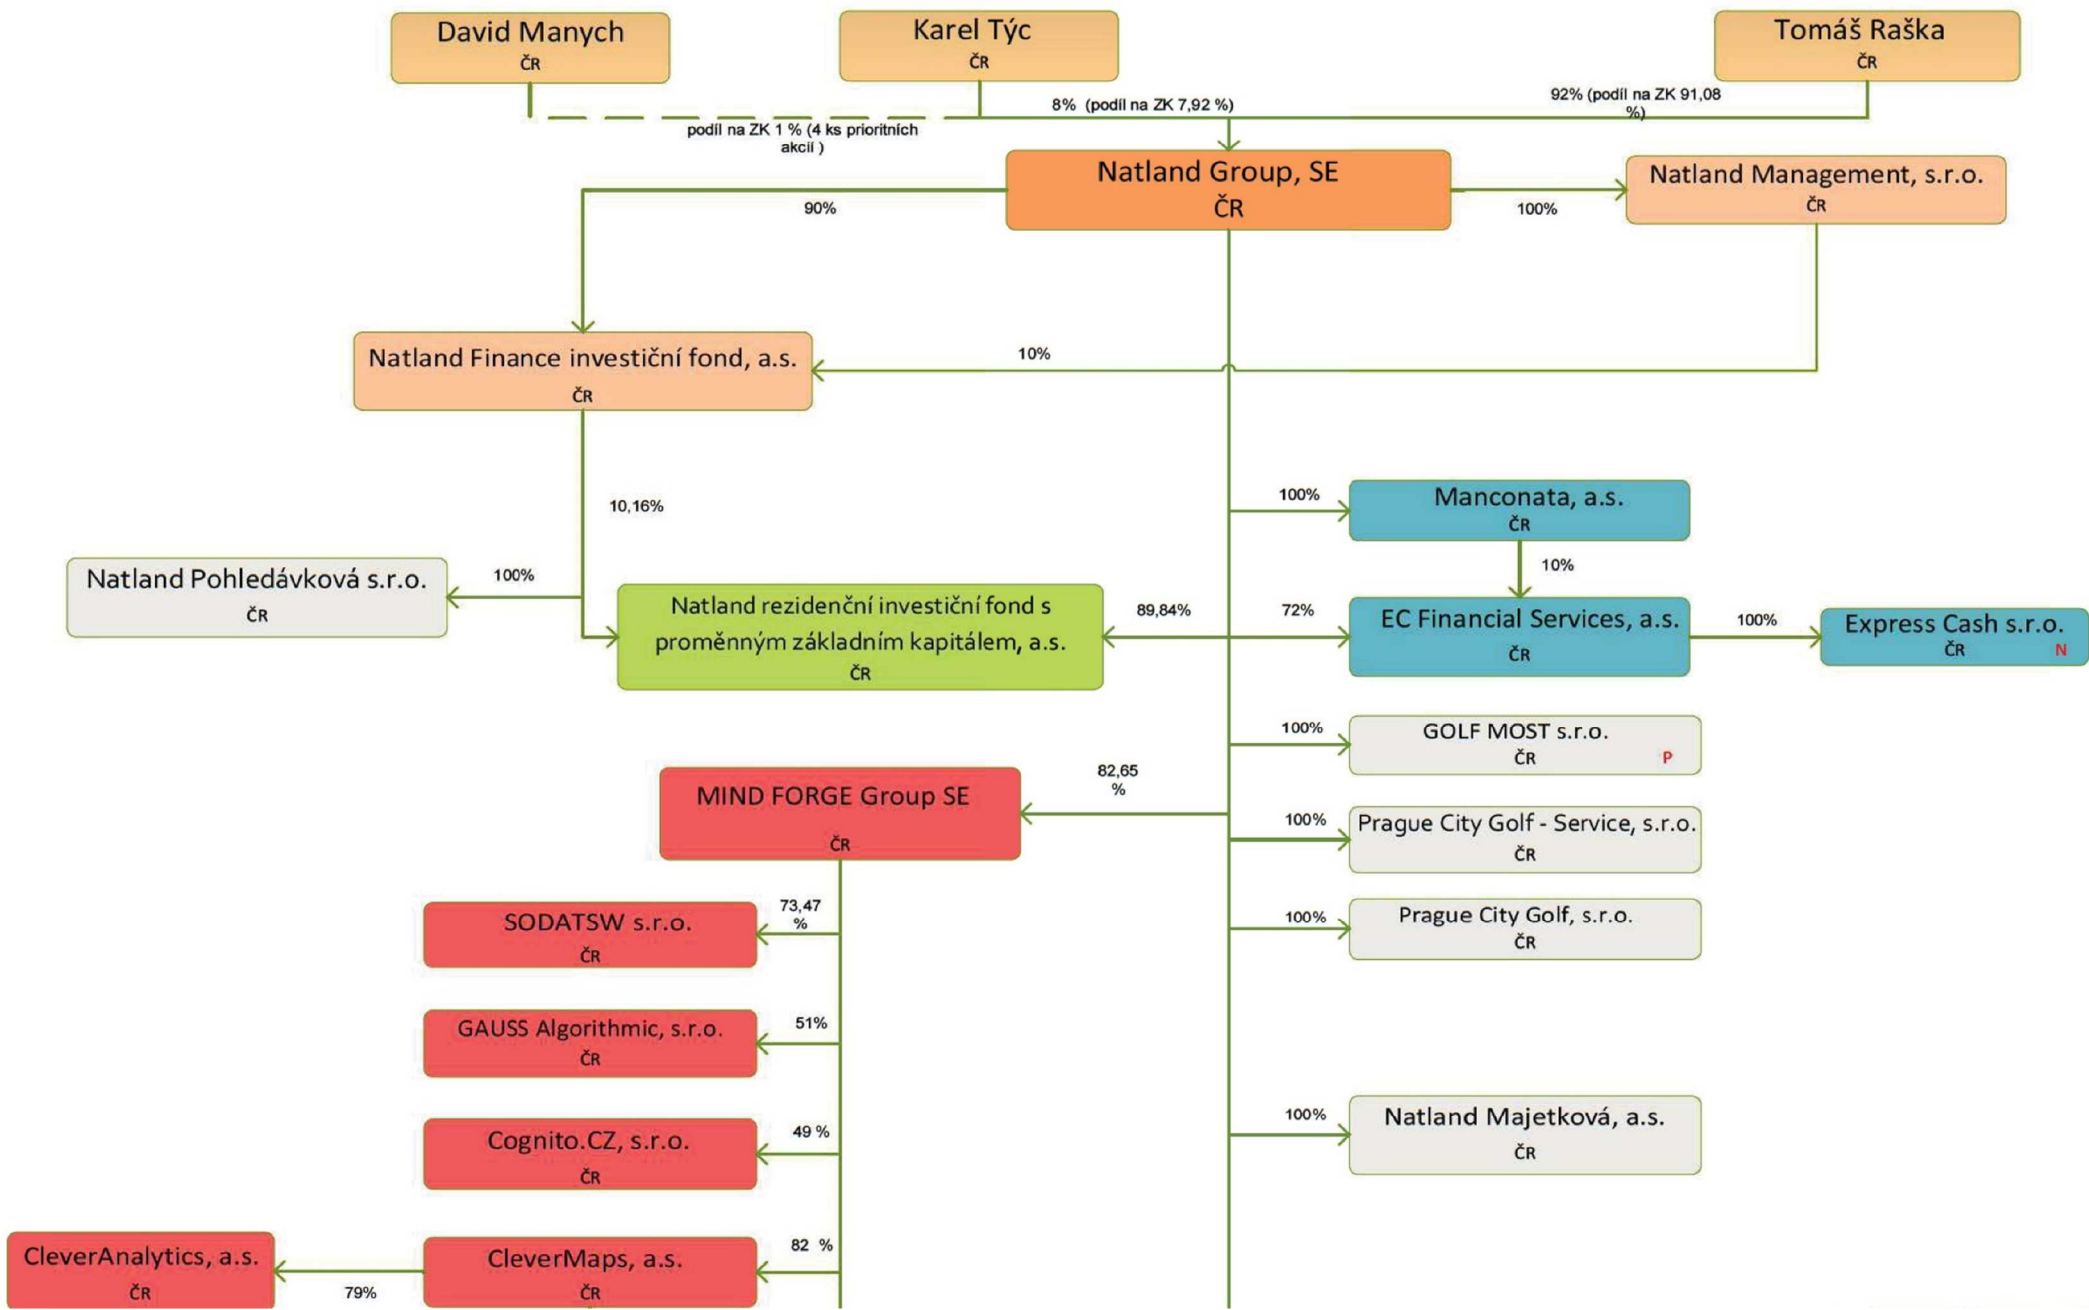 David Manych
ČR
Karel Týc
ČR
Tomáš Raška
ČR
8% (podíl na ZK 7,92 %)
92% (podíl na ZK 91,08
%)
podíl na ZK 1 % (4 ks prioritních
akcií )
Natland Group, SE
ČR
Natland Management, s.r.o.
ČR
90%
100%
Natland Finance investiční fond, a.s.
ČR
10%
10,16%
100%
Manconata, a.s.
ČR
10%
Natland Pohledávková s.r.o.
ČR
100%
Natland rezidenční investiční fond s
proměnným základním kapitálem, a.s.
ČR
89,84%
72%
EC Financial Services, a.s.
ČR
100%
Express Cash s.r.o.
ČR
N
100%
GOLF MOST s.r.o.
ČR
P
MIND FORGE Group SE
ČR
82,65
%
100%
Prague City Golf - Service, s.r.o.
ČR
SODATSW s.r.o.
ČR
73,47
%
100%
Prague City Golf, s.r.o.
ČR
GAUSS Algorithmic, s.r.o.
ČR
51%
Cognito.CZ, s.r.o.
ČR
49 %
100%
Natland Majetková, a.s.
ČR
CleverAnalytics, a.s.
ČR
79%
CleverMaps, a.s.
ČR
82 %